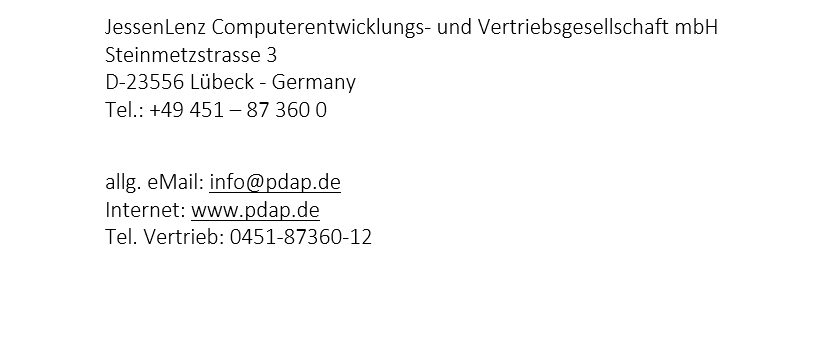 JessenLenz Computerentwicklungs- und Vertriebsgesellschaft mbH
Steinmetzstrasse 3
D-23556 Lübeck - Germany
Tel.: +49 451 – 87 360 0
allg. eMail: info@pdap.de
Internet: www.pdap.de
Tel. Vertrieb: 0451-87360-12